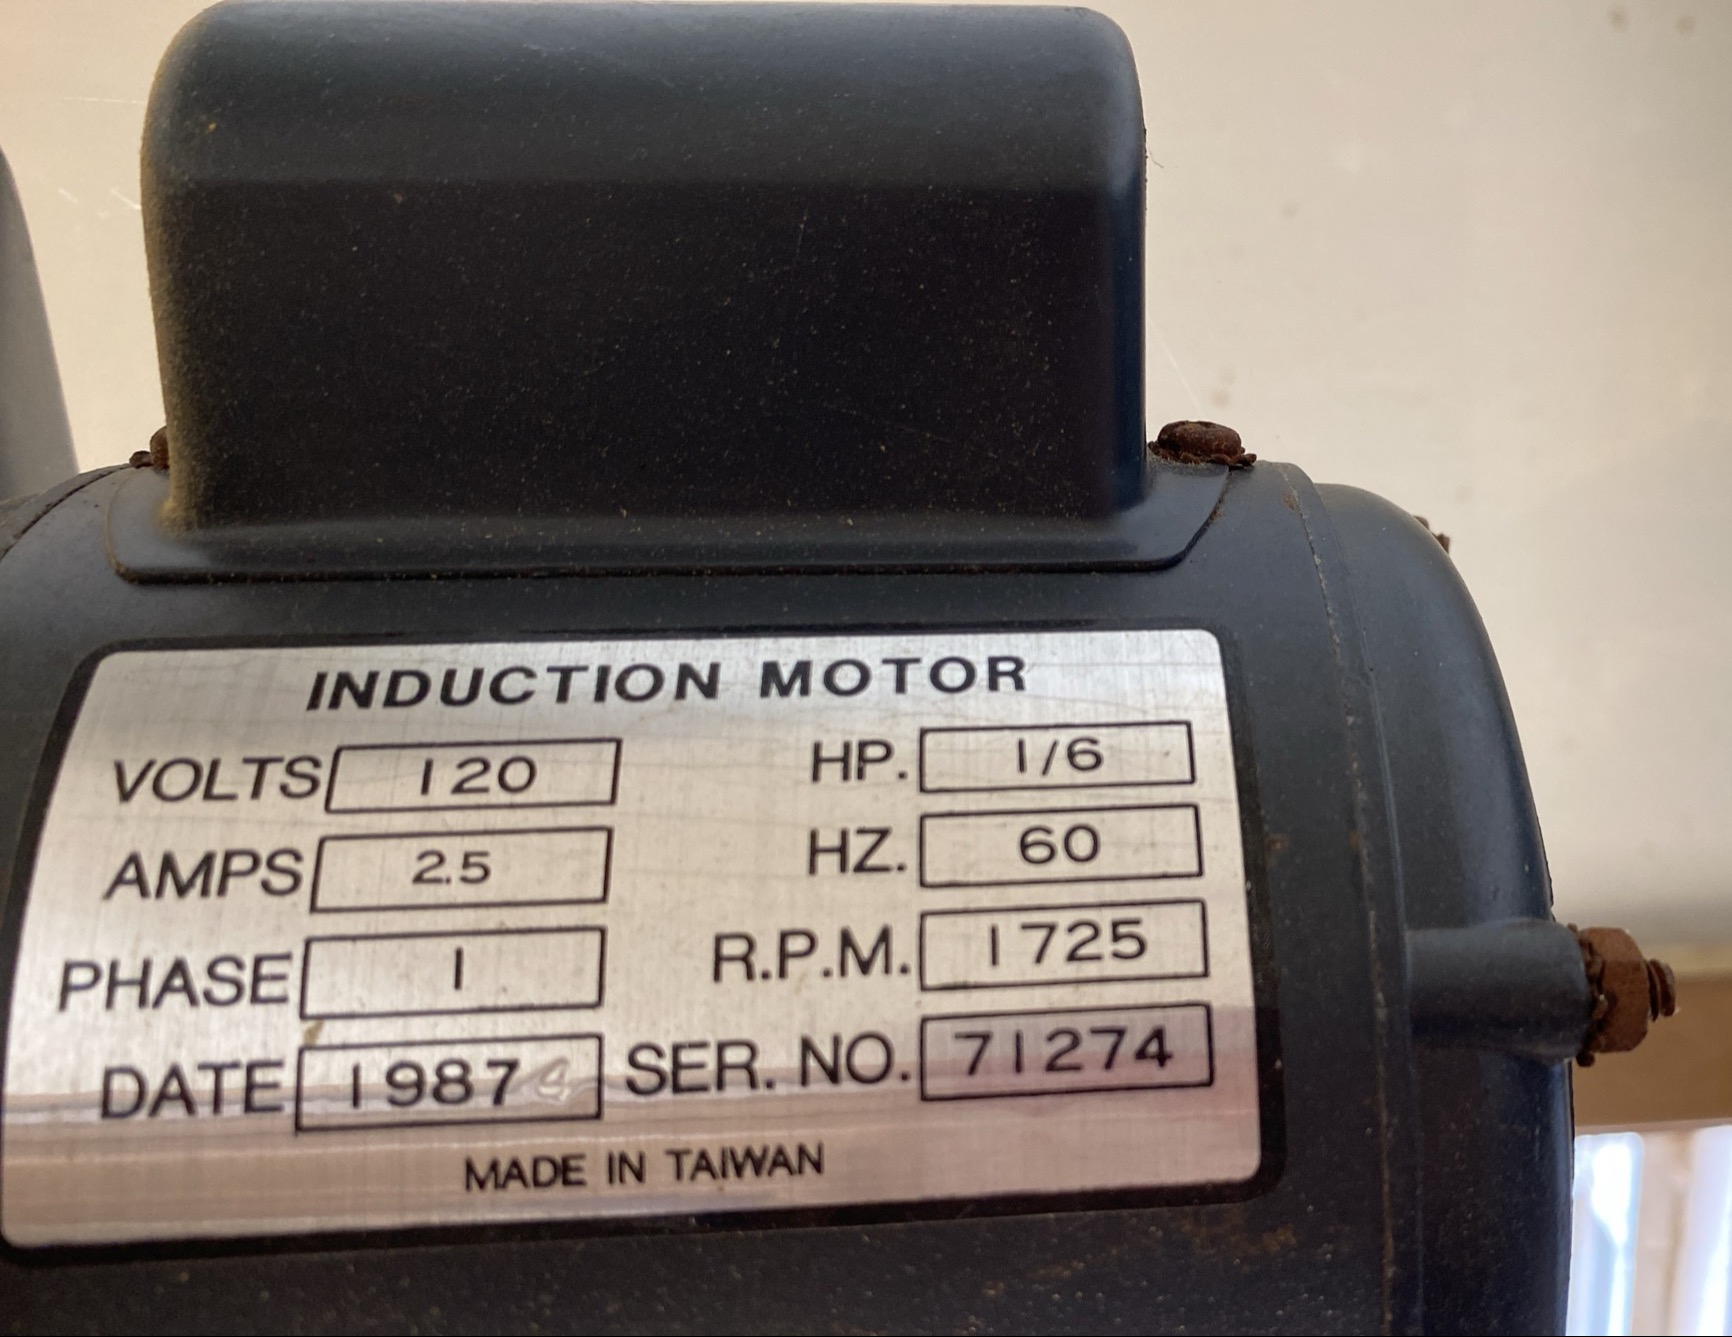 INDUCTION MOTOR
VOLTS 120 HP. 1/6
AMPS 2.5 HZ. 60
PHASE 1 R.P.M. 1725
DATE 1987 SER. NO. 71274
MADE IN TAIWAN